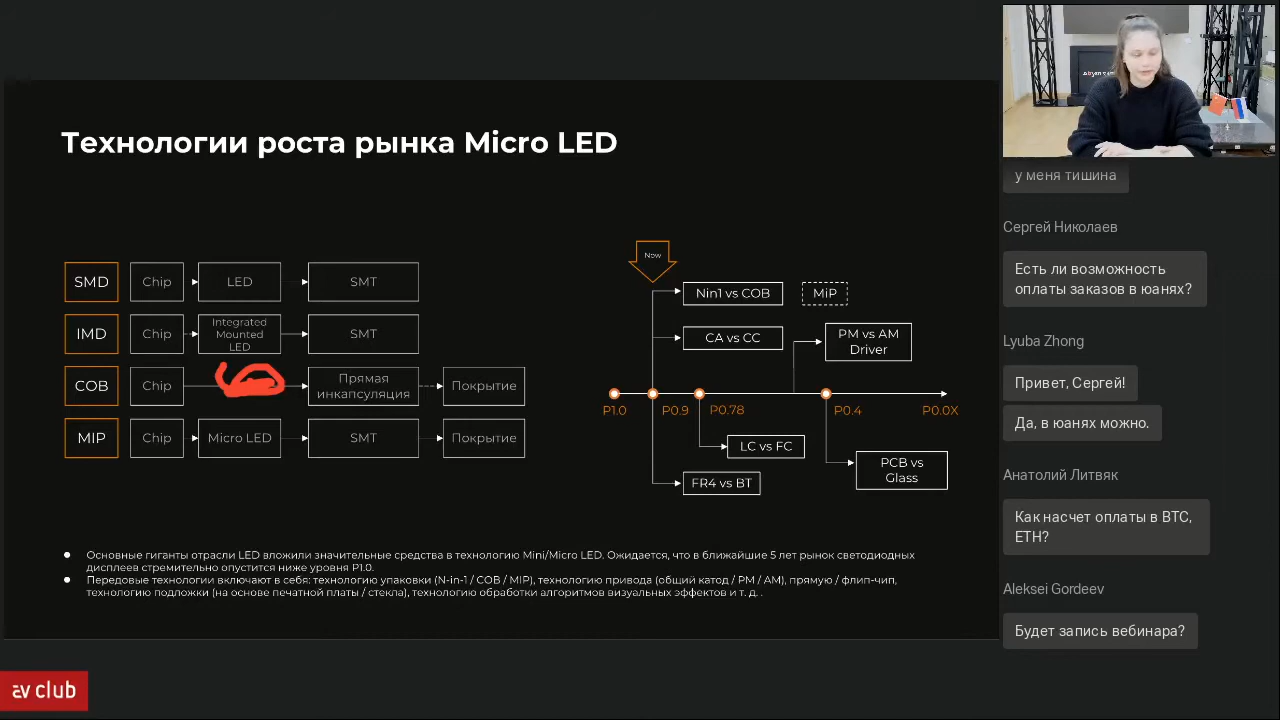 Технологии роста рынка Micro LED
SMD
Chip
LED
SMT
IMD
Chip
Integrated
Mounted
LED
SMT
COB
Chip
Прямая
инкапсуляция
Покрытие
MIP
Chip
Micro LED
SMT
Покрытие
Now
Nin1 vs COB
MiP
CA vs CC
PM vs AM
Driver
P1.0
P0.9
P0.78
P0.4
P0.0X
LC vs FC
PCB vs
Glass
FR4 vs BT
Основные гиганты отрасли LED вложили значительные средства в технологию Mini/Micro LED. Ожидается, что в ближайшие 5 лет рынок светодиодных
дисплеев стремительно опустится ниже уровня P1.0.
Передовые технологии включают в себя: технологию упаковки (N-in-1 / COB / MIP), технологию привода (общий катод / PM / AM), прямую / флип-чип,
технологию подложки (на основе печатной платы / стекла), технологию обработки алгоритмов визуальных эффектов и т. д. .
av club
у меня тишина
Сергей Николаев
Есть ли возможность
оплаты заказов в юанях?
Lyuba Zhong
Привет, Сергей!
Да, в юанях можно.
Анатолий Литвяк
Как насчет оплаты в BTC,
ETH?
Aleksei Gordeev
Будет запись вебинара?